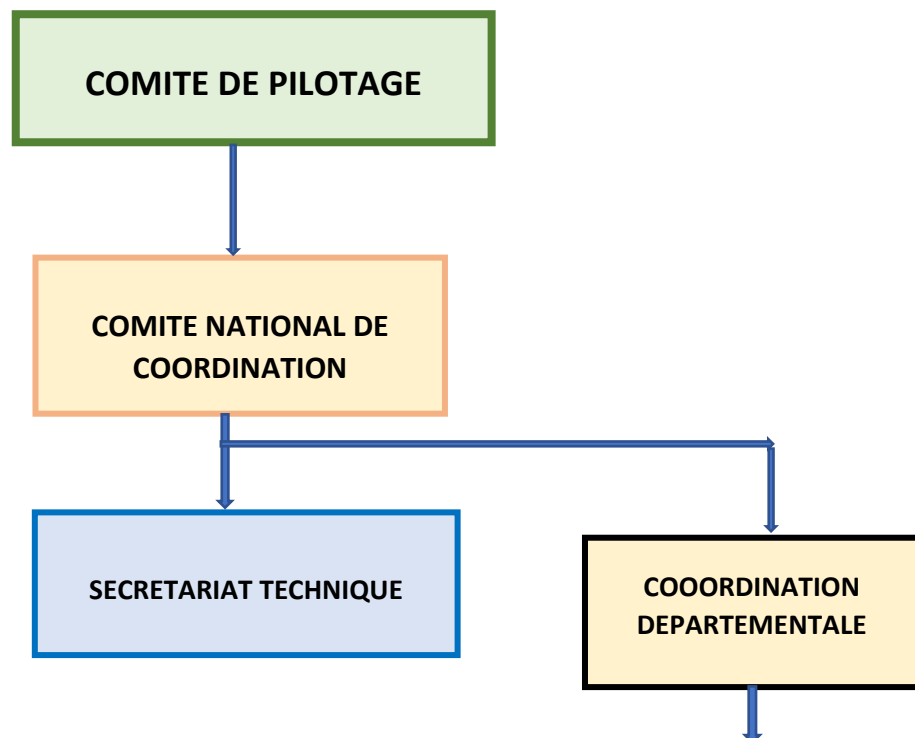 COMITE DE PILOTAGE
COMITE NATIONAL DE
COORDINATION
SECRETARIAT TECHNIQUE
COOORDINATION
DEPARTEMENTALE